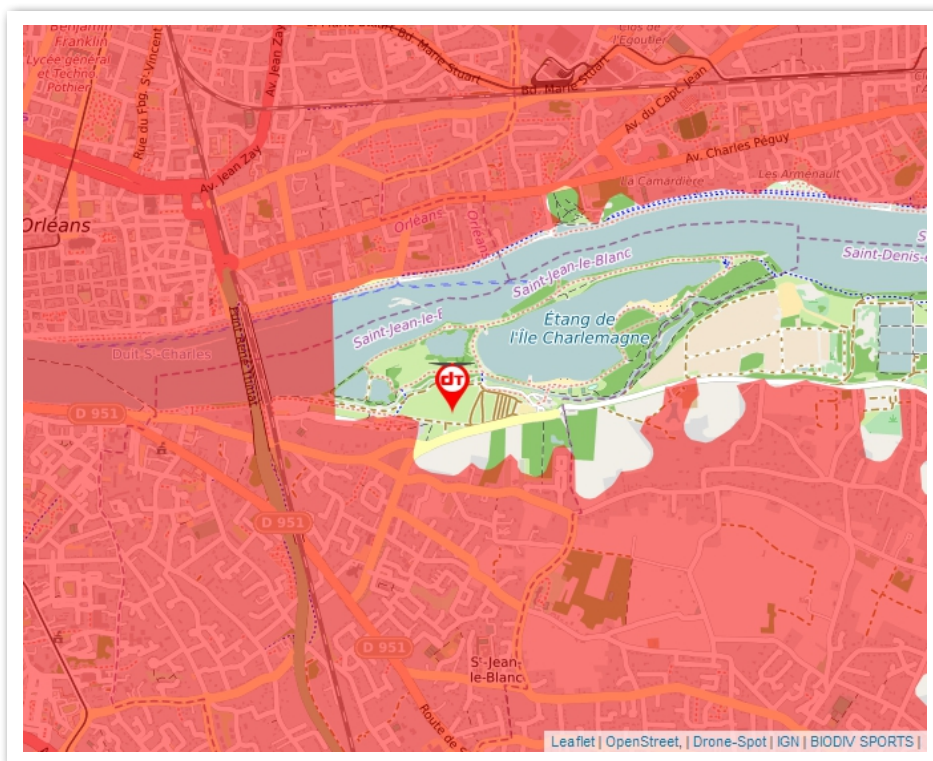 Benjamin
Franklin
Lycée général
et Techno.
Pothier
Rue du Fbg. St-Vincent
Av. Jean Zay
Bd. Marie Stuart
Clos de
l'Egoutier
Bd. Marie Stuart
Av. du Capt. Jean
Av. Charles Péguy
La Camardière
Les Armenault
Av. Jean Zay
Orléans
Orléans
Orléans
Saint-Jean-le-Blanc
Saint-Denis-e
Saint-Jean-le-B
Étang de
l'Île Charlemagne
Duit St-Charles
Pont René Thinat
dT
D 951
D 951
D 951
St-Jean-
le-Blanc
Route de S
Leaflet | OpenStreet, | Drone-Spot | IGN | BIODIV SPORTS |